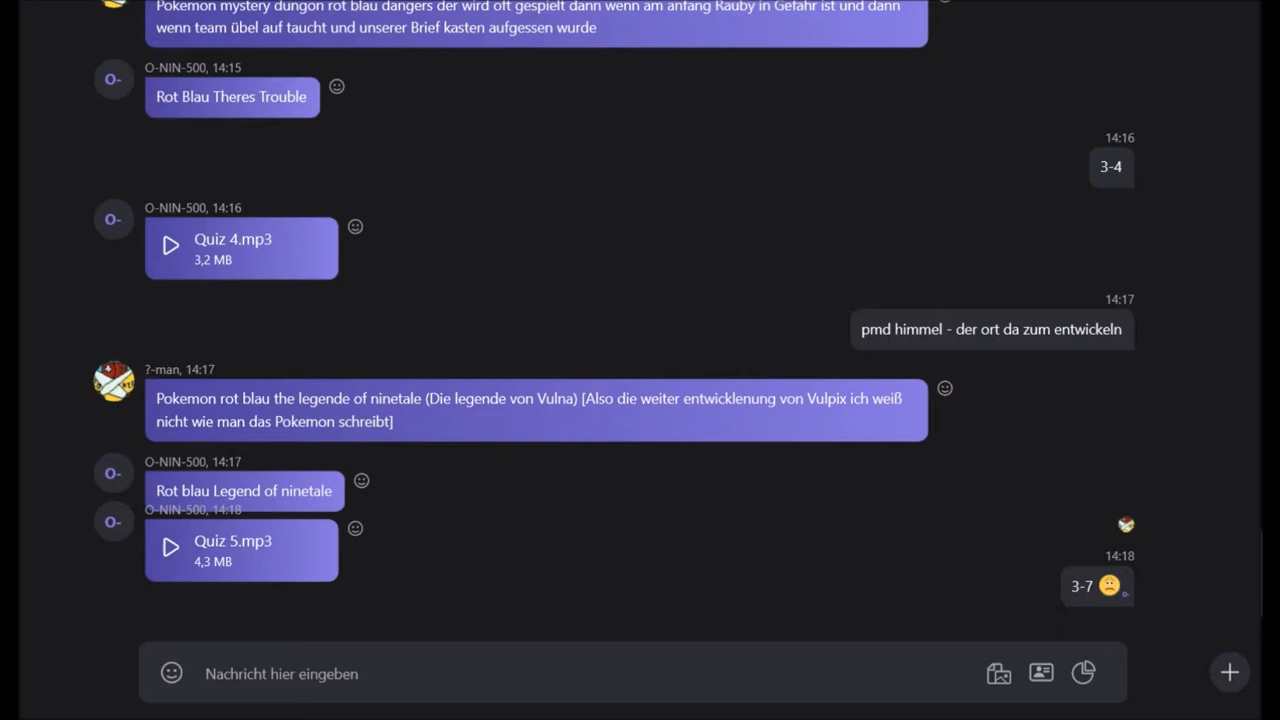 Pokemon mystery dungon rot blau dangers der wird oft gespielt dann wenn am anfang Rauby in Gefahr ist und dann
wenn team übel auf taucht und unserer Brief kasten aufgessen wurde
O-
O-NIN-500, 14:15
Rot Blau Theres Trouble
14:16
3-4
O-
O-NIN-500, 14:16
Quiz 4.mp3
3,2 MB
14:17
pmd himmel - der ort da zum entwickeln
?-man, 14:17
Pokemon rot blau the legende of ninetale (Die legende von Vulna) [Also die weiter entwicklenung von Vulpix ich weiß
nicht wie man das Pokemon schreibt]
O-
O-NIN-500, 14:17
Rot blau Legend of ninetale
O-
O-NIN-500, 14:18
Quiz 5.mp3
4,3 MB
14:18
3-7
O-
Nachricht hier eingeben